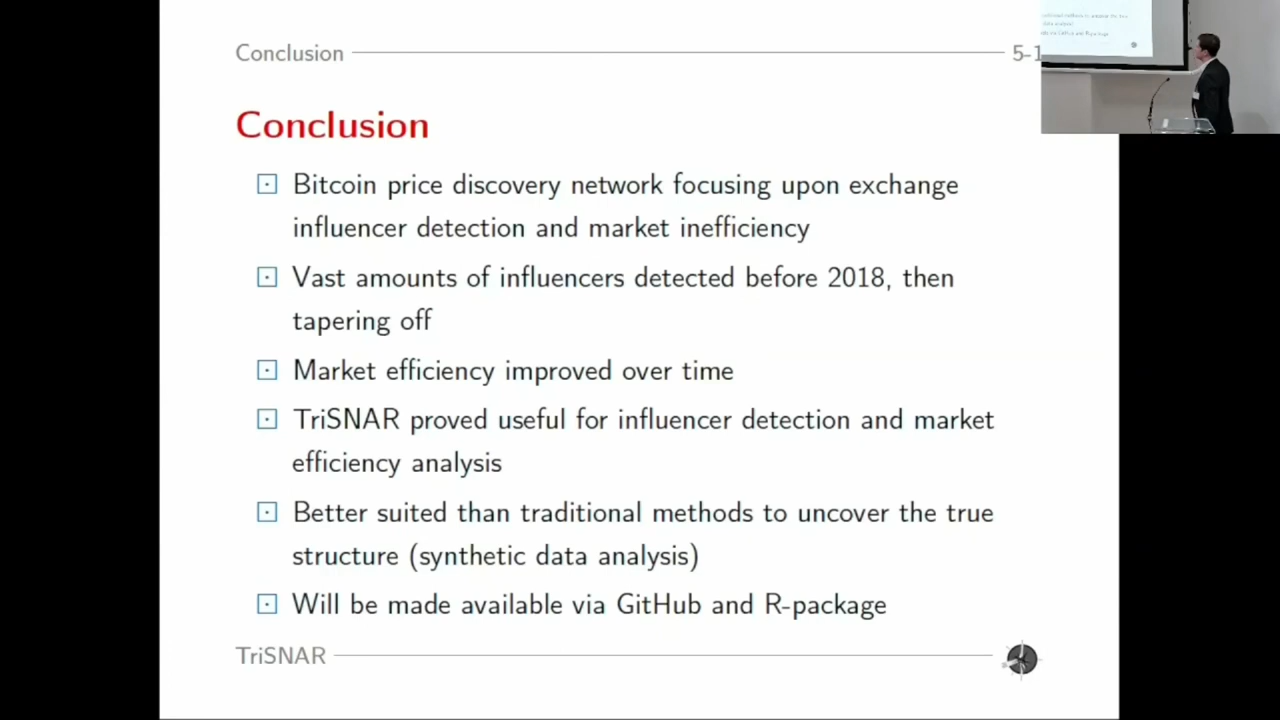 Conclusion
5-1
Conclusion
Bitcoin price discovery network focusing upon exchange
influencer detection and market inefficiency
Vast amounts of influencers detected before 2018, then
tapering off
Market efficiency improved over time
TriSNAR proved useful for influencer detection and market
efficiency analysis
Better suited than traditional methods to uncover the true
structure (synthetic data analysis)
Will be made available via GitHub and R-package
TriSNAR